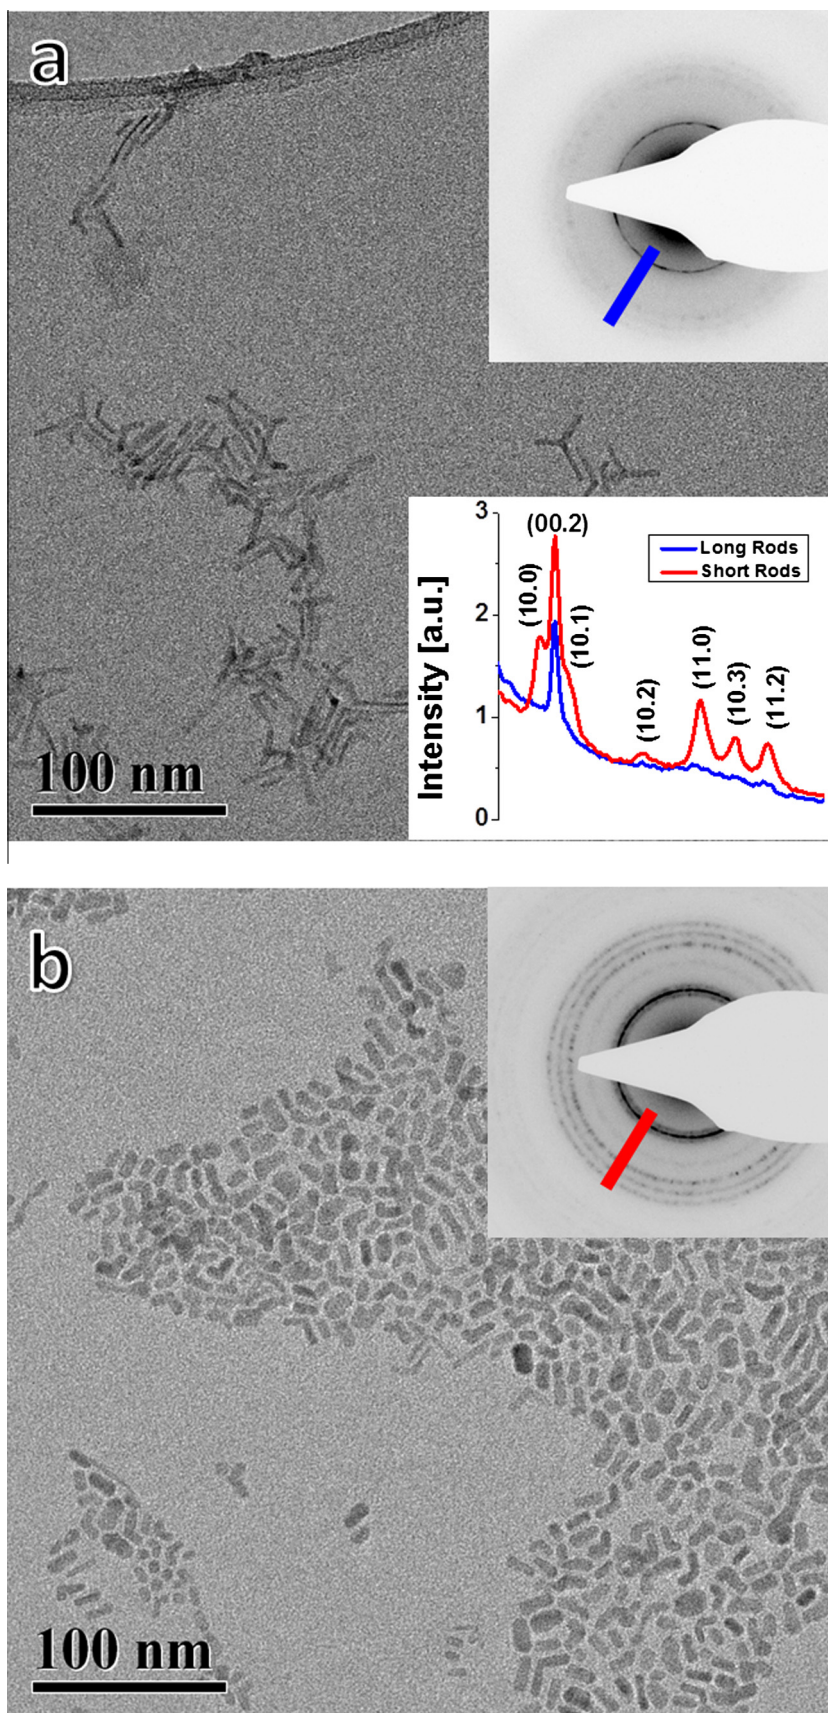 a
3
2
1
0
Intensity [a.u.]
(10.0)
(00.2)
(10.1)
(10.2)
(11.0)
(10.3)
(11.2)
Long Rods
Short Rods
100 nm
b
100 nm